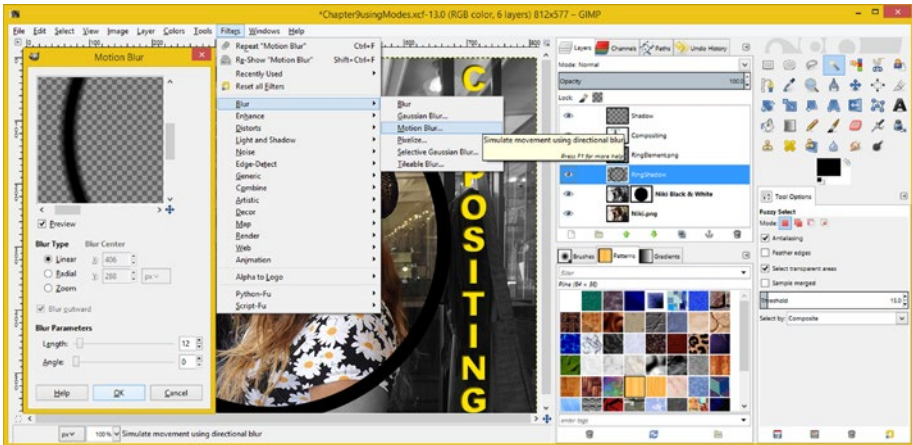 *Chapter9usingModes.xcf-13.0 (RGB color, 6 layers) 812x577 – GIMP
File Edit Select View Image Layer Colors Tools Filters Windows Help
Motion Blur
Preview
Blur Type Blur Center
Linear X: 406
Radial Y: 288 px
Zoom
Blur outward
Blur Parameters
Length: 12
Angle: 0
Help OK Cancel
Repeat "Motion Blur" Ctrl+F
Re-Show "Motion Blur" Shift+Ctrl+F
Recently Used
Reset all Filters
Blur
Enhance
Distorts
Light and Shadow
Noise
Edge-Detect
Generic
Combine
Artistic
Decor
Map
Render
Web
Animation
Alpha to Logo
Python-Fu
Script-Fu
Blur
Gaussian Blur...
Motion Blur...
Pixelize...
Selective Gaussian Blur...
Tileable Blur...
Simulate movement using directional blur
Press F1 for more help
C
POSITING
px 100% Simulate movement using directional blur
Layers Channels Paths Undo History
Mode: Normal
Opacity 100.0
Lock:
Shadow
Compositing
RingElement.png
RingShadow
Niki Black & White
Niki.png
Brushes Patterns Gradients
filter
Pine (64 × 56)
enter tags
Tool Options
Fuzzy Select
Mode:
Antialiasing
Feather edges
Select transparent areas
Sample merged
Threshold 15.0
Select by: Composite